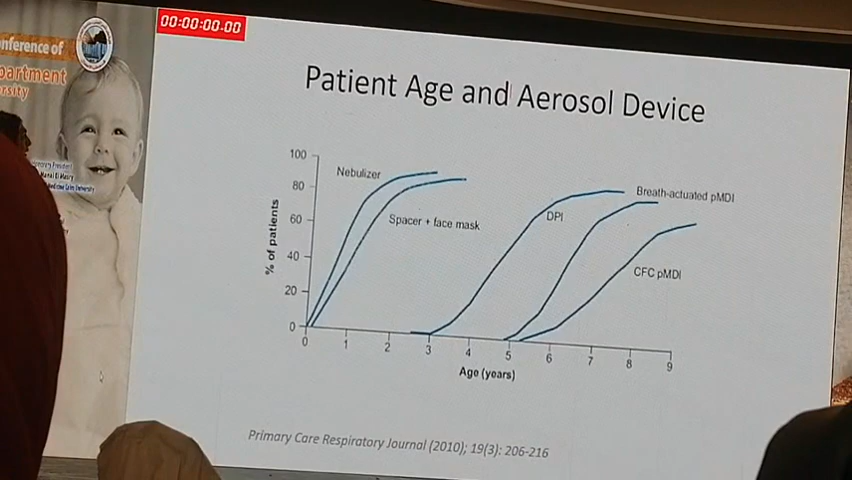 00:00:00.00
nference of
partment
rsity
Patient Age and Aerosol Device
100
80
60
40
20
0
% of patients
Nebulizer
Spacer + face mask
DPI
Breath-actuated pMDI
CFC pMDI
0 1 2 3 4 5 6 7 8 9
Age (years)
Primary Care Respiratory Journal (2010); 19(3): 206-216